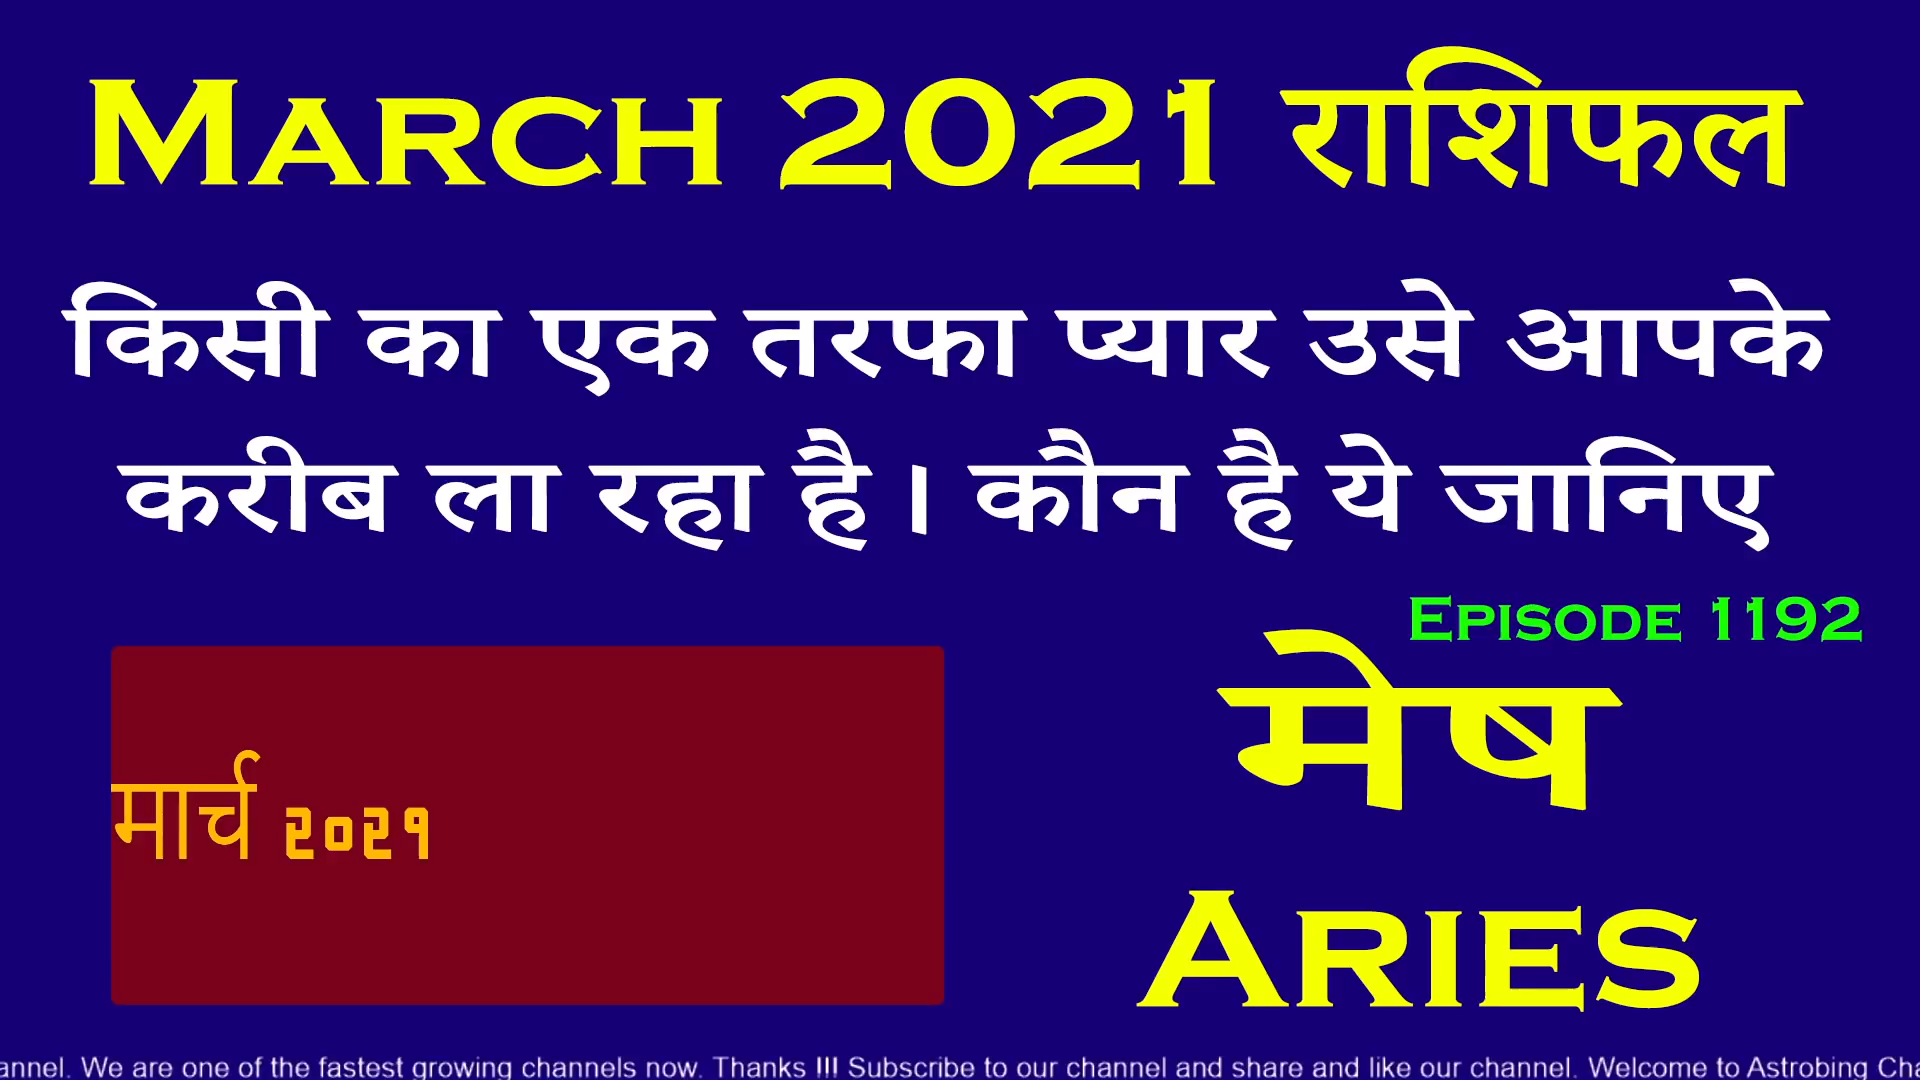 March 2021 राशिफल
किसी का एक तरफा प्यार उसे आपके
करीब ला रहा है । कौन है ये जानिए
Episode 1192
मेष
मार्च २०२१
Aries
annel. We are one of the fastest growing channels now. Thanks !!! Subscribe to our channel and share and like our channel. Welcome to Astrobing Cha